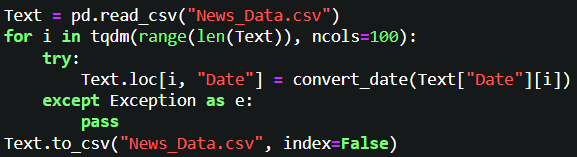 Text = pd.read_csv("News_Data.csv")
for i in tqdm(range(len(Text)), ncols=100):
    try:
        Text.loc[i, "Date"] = convert_date(Text["Date"][i])
    except Exception as e:
        pass
Text.to_csv("News_Data.csv", index=False)